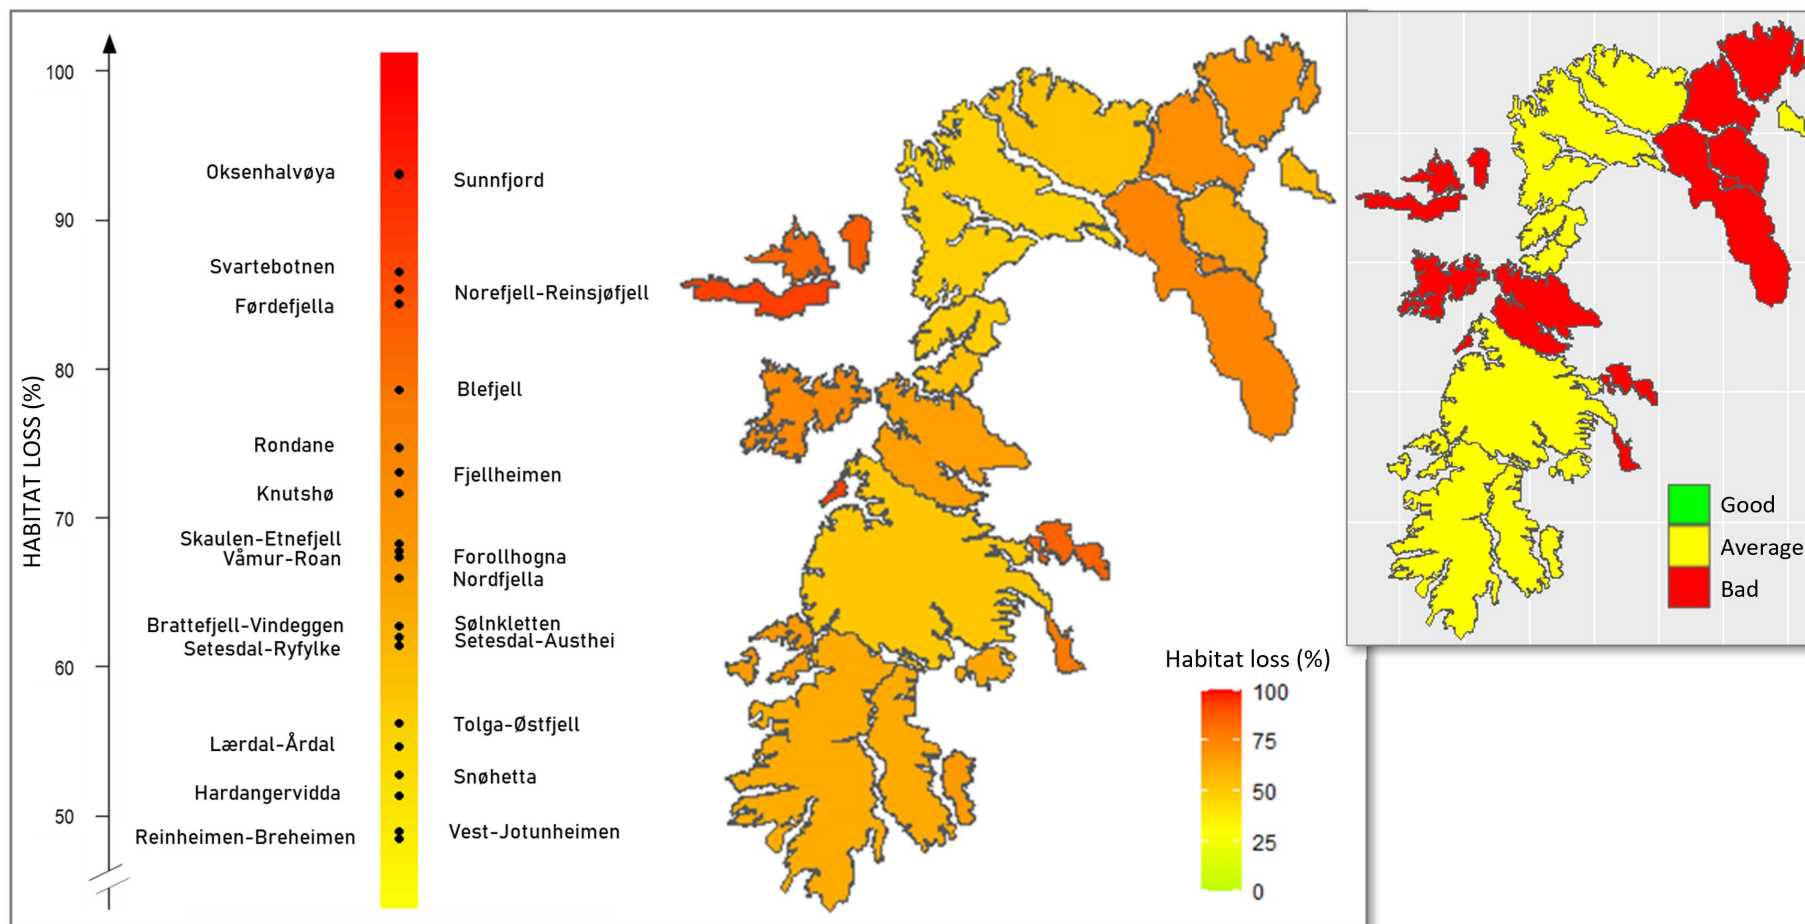 HABITAT LOSS (%)
100
90
80
70
60
50
Oksenhalvøya
Svartebotnen
Førdefjella
Rondane
Knutshø
Skaulen-Etnefjell
Våmur-Roan
Brattefjell-Vindeggen
Setesdal-Ryfylke
Lærdal-Årdal
Hardangervidda
Reinheimen-Breheimen
Sunnfjord
Norefjell-Reinsjøfjell
Blefjell
Fjellheimen
Forollhogna
Nordfjella
Sølnkletten
Setesdal-Austhei
Tolga-Østfjell
Snøhetta
Vest-Jotunheimen
Habitat loss (%)
100
75
50
25
0
Good
Average
Bad